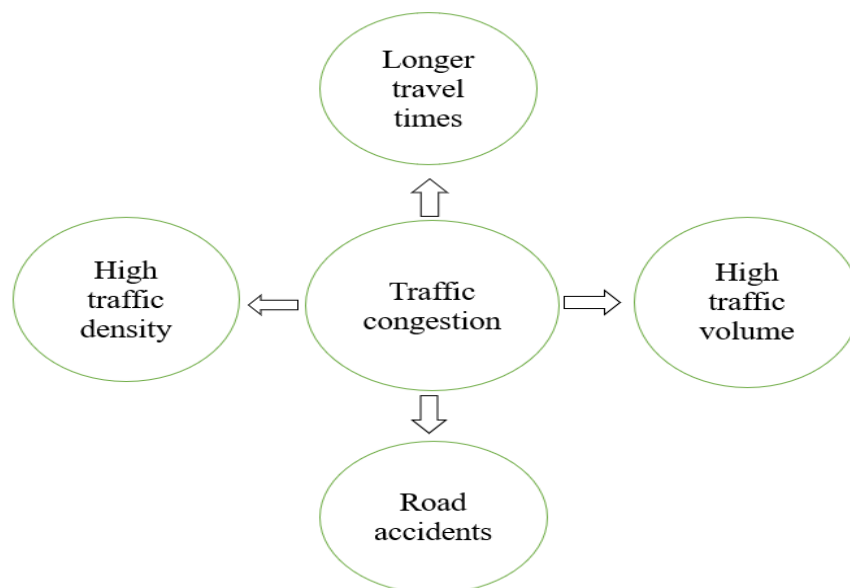 Longer
travel
times
High
traffic
density
Traffic
congestion
High
traffic
volume
Road
accidents